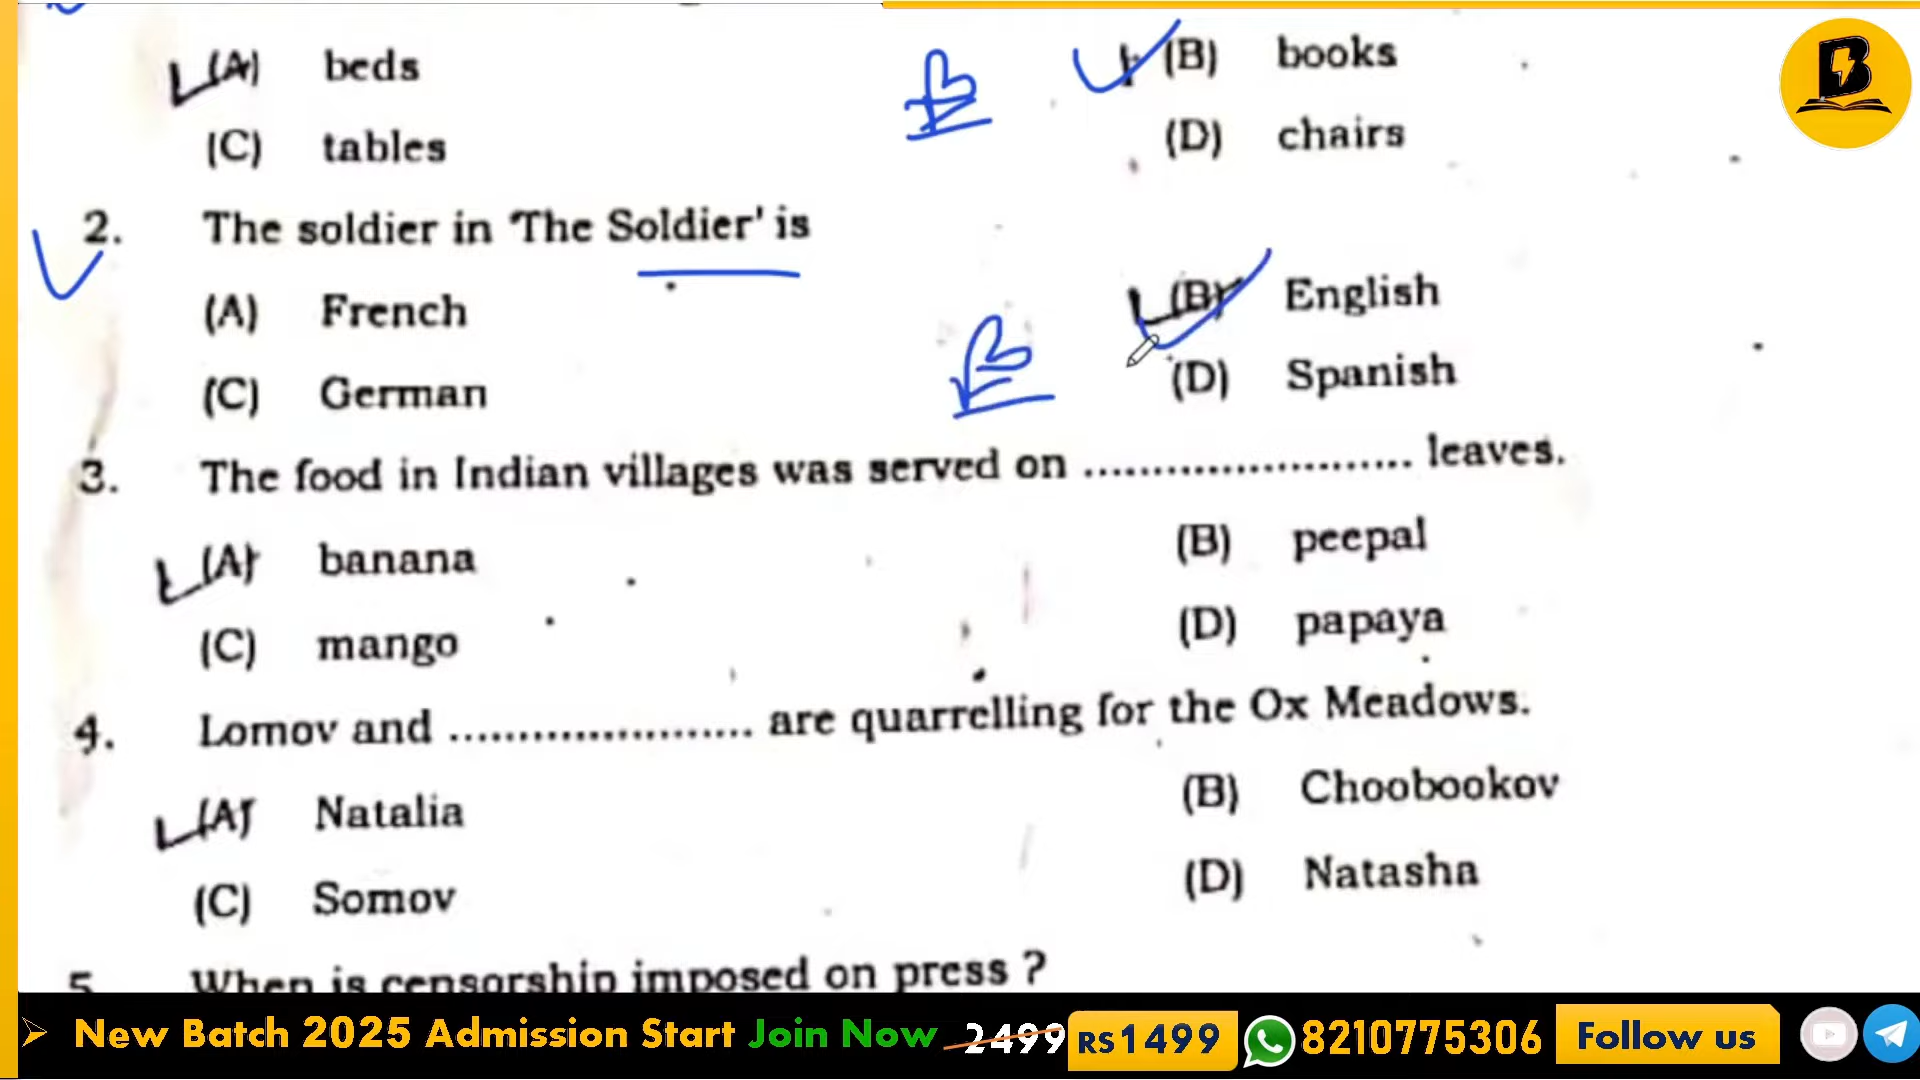 (A) beds (B) books
(C) tables (D) chairs
B
2. The soldier in 'The Soldier' is
(A) French (B) English
(C) German (D) Spanish
B
3. The food in Indian villages was served on ........................ leaves.
(A) banana (B) peepal
(C) mango (D) papaya
4. Lomov and ...................... are quarrelling for the Ox Meadows.
(A) Natalia (B) Choobookov
(C) Somov (D) Natasha
5. When is censorship imposed on press ?
New Batch 2025 Admission Start Join Now 2499 RS 1499 8210775306 Follow us